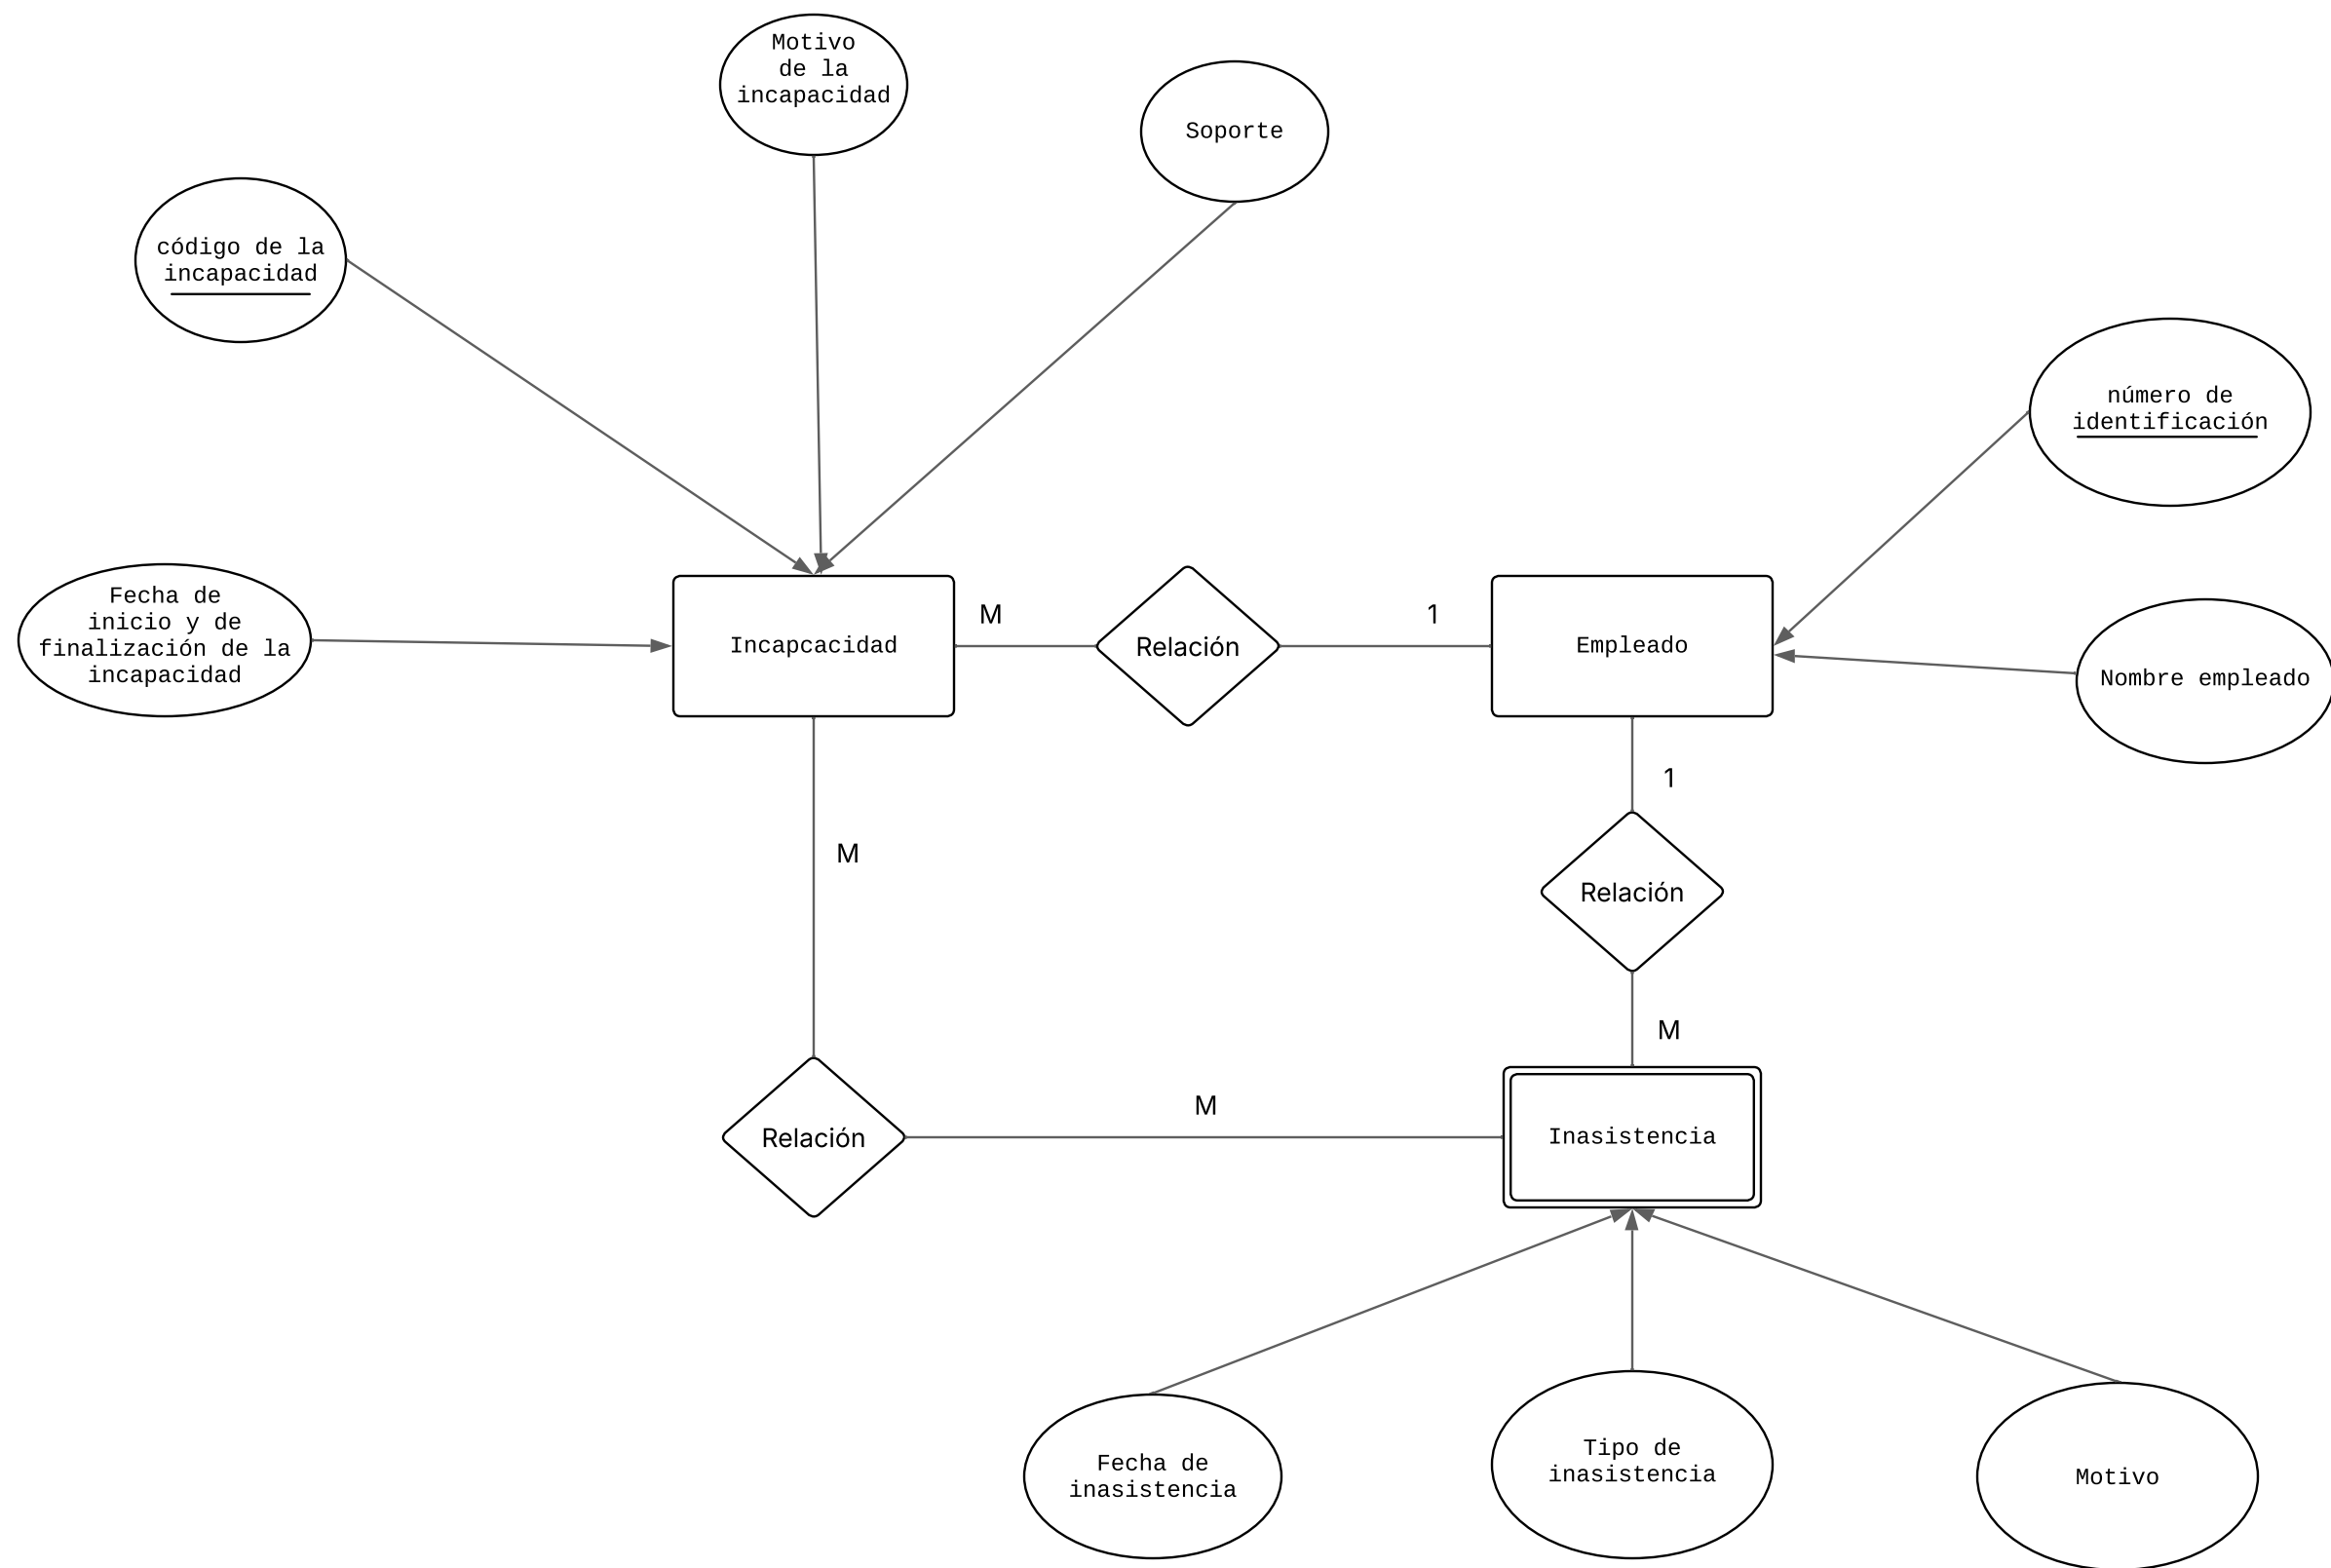 Motivo
de la
incapacidad
Soporte
código de la
incapacidad
número de
identificación
Fecha de
inicio y de
finalización de la
incapacidad
Incapcacidad
M
Relación
1
Empleado
Nombre empleado
1
M
Relación
M
Relación
M
Inasistencia
Fecha de
inasistencia
Tipo de
inasistencia
Motivo